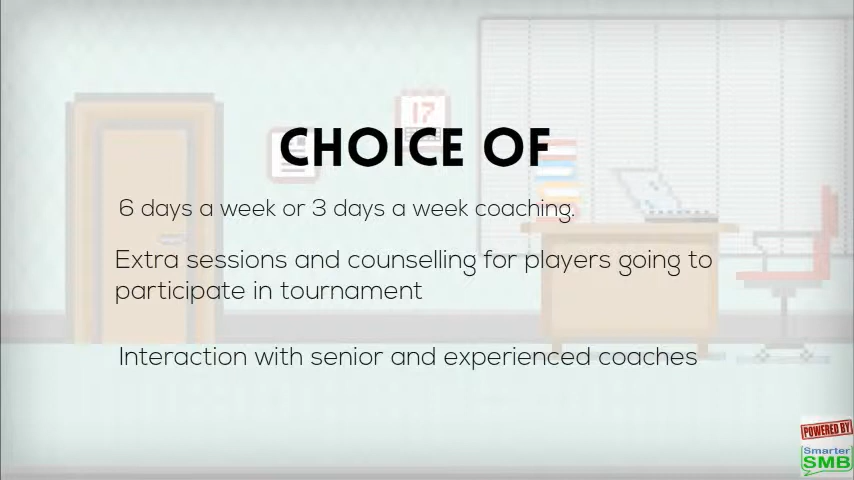 17
CHOICE OF
6 days a week or 3 days a week coaching.
Extra sessions and counselling for players going to
participate in tournament
Interaction with senior and experienced coaches
POWERED BY
Smarter
SMB